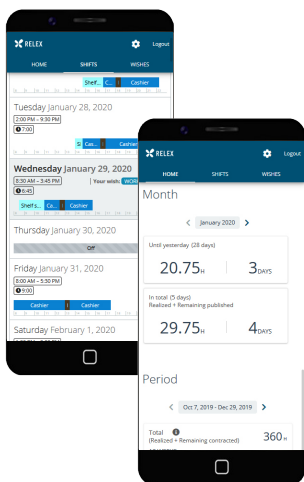 RELEX
Logout
HOME
SHIFTS
WISHES
Shelf...
C...
Cashier
Tuesday January 28, 2020
2:00 PM – 9:30 PM
7:00
S
Cas...
Cashier
Wednesday January 29, 2020
8:30 AM – 3:45 PM
Your wish:
WOR
6:45
Shelf s...
Ca...
Cashier
Thursday January 30, 2020
Off
Friday January 31, 2020
8:00 AM – 5:30 PM
9:00
Cashier
Cashier
Saturday February 1, 2020
RELEX
Logout
HOME
SHIFTS
WISHES
Month
January 2020
Until yesterday (28 days)
20.75H
3DAYS
In total (5 days)
Realized + Remaining published
29.75H
4DAYS
Period
Oct 7, 2019 - Dec 29, 2019
Total
(Realized + Remaining contracted)
360 H